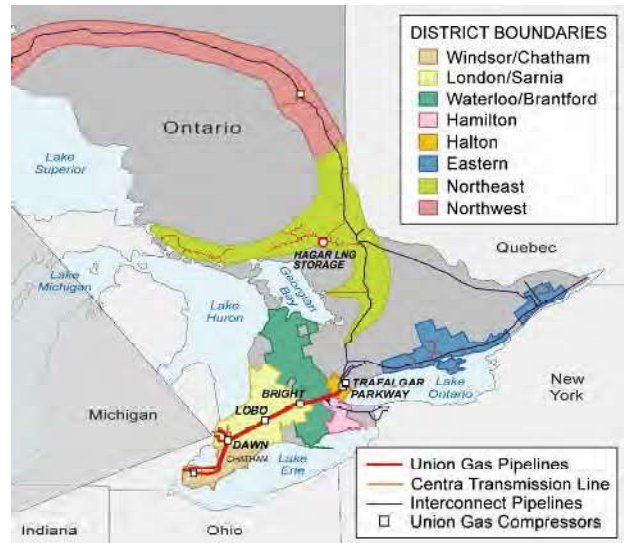 DISTRICT BOUNDARIES
Windsor/Chatham
London/Sarnia
Waterloo/Brantford
Hamilton
Halton
Eastern
Northeast
Northwest
Ontario
Lake
Superior
Quebec
HAGAR LNG
STORAGE
Georgian
Bay
Lake
Michigan
Lake
Huron
New
York
TRAFALGAR
PARKWAY
Lake
Ontario
BRIGHT
LOBO
Michigan
DAWN
CHATHAM
Lake
Erie
Union Gas Pipelines
Centra Transmission Line
Interconnect Pipelines
Union Gas Compressors
Indiana
Ohio